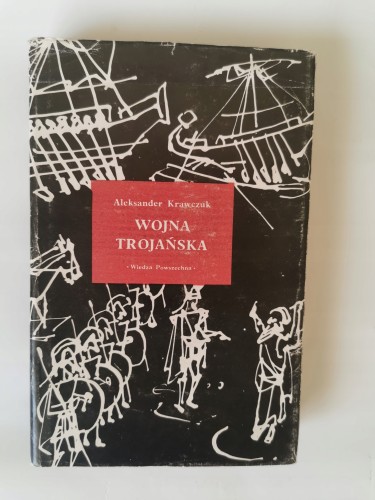 Aleksander Krawczuk
WOJNA
TROJAŃSKA
•Wiedza Powszechna•